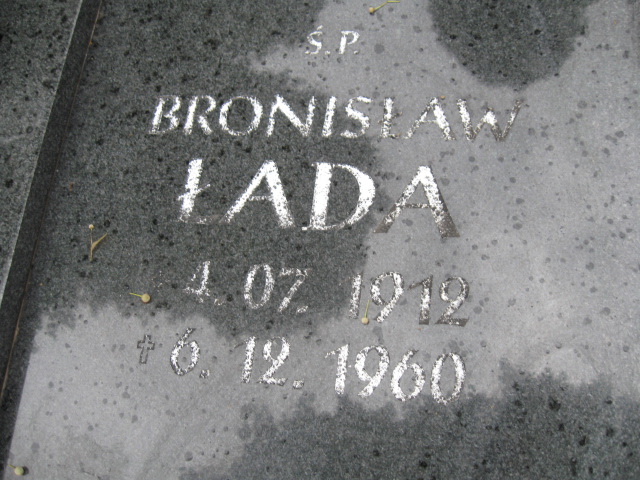 Ś.P.
BRONISŁAW
ŁADA
4. 07. 1912
† 6. 12. 1960